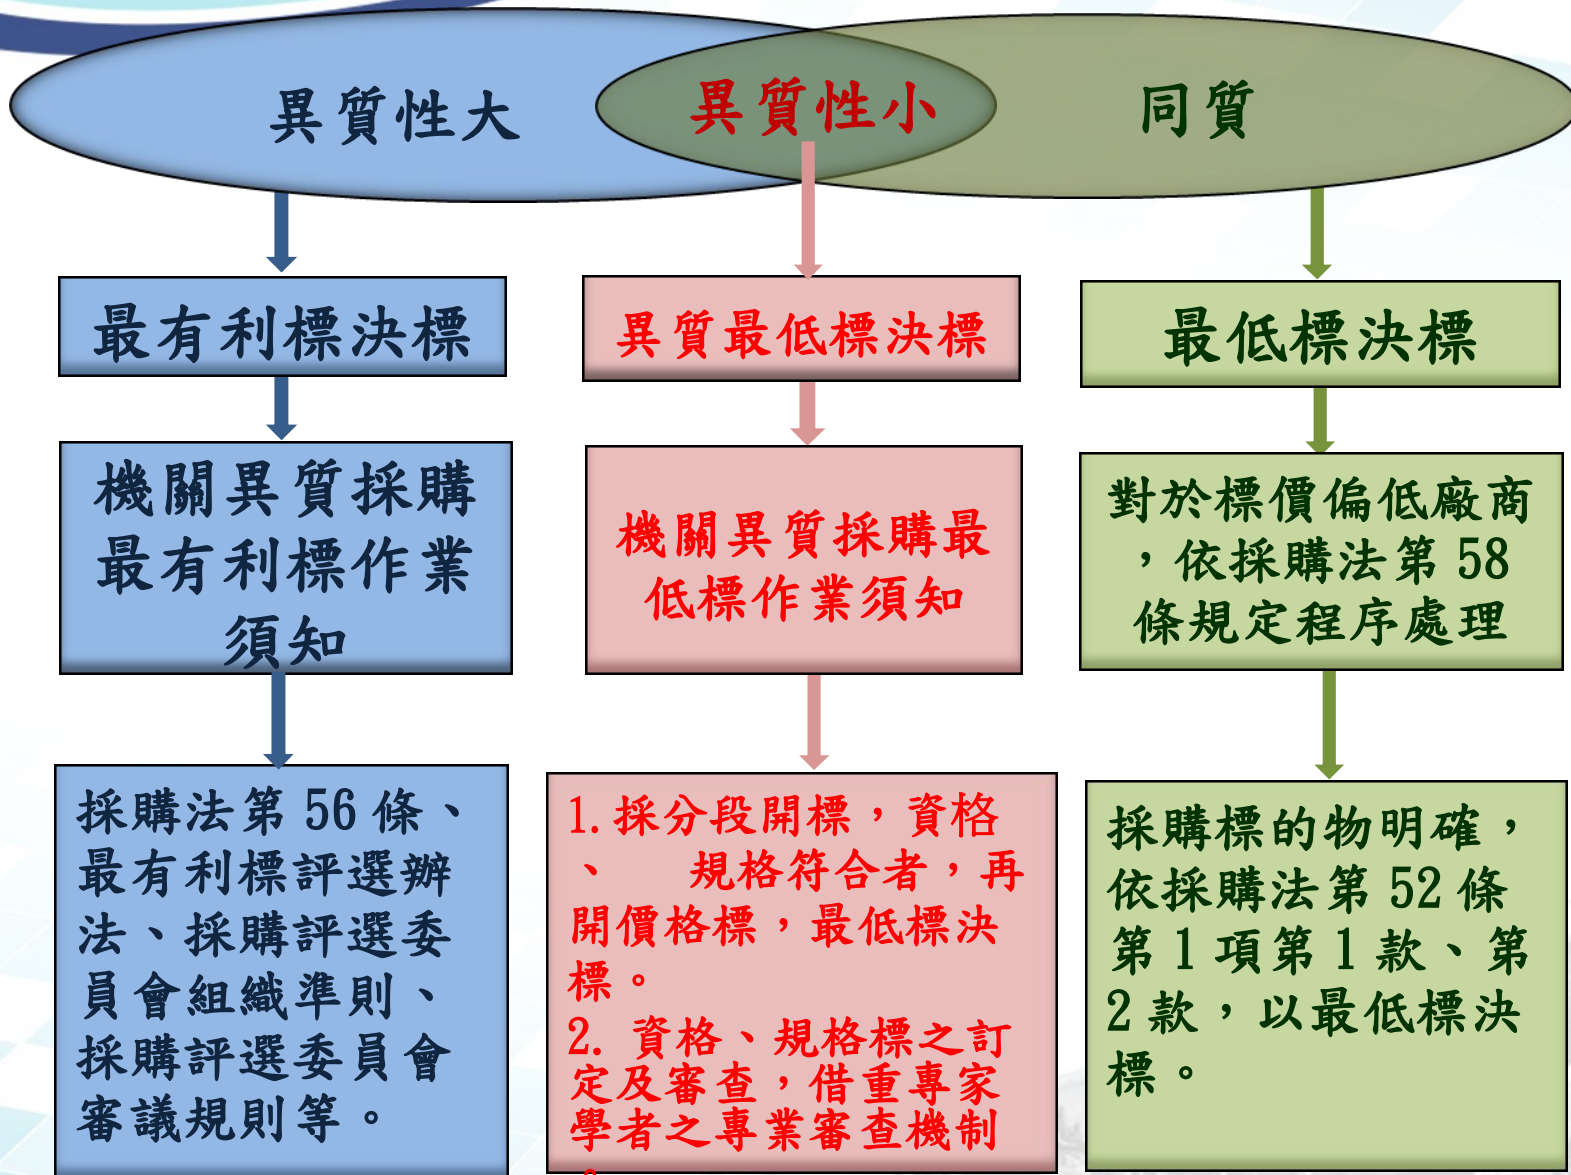 異質性大
異質性小
同質
最有利標決標
異質最低標決標
最低標決標
機關異質採購
最有利標作業
須知
機關異質採購最
低標作業須知
對於標價偏低廠商
，依採購法第 58
條規定程序處理
採購法第 56 條、
最有利標評選辦
法、採購評選委
員會組織準則、
採購評選委員會
審議規則等。
1. 採分段開標，資格
、　規格符合者，再
開價格標，最低標決
標。
2. 資格、規格標之訂
定及審查，借重專家
學者之專業審查機制
。
採購標的物明確，
依採購法第 52 條
第 1 項第 1 款、第
2 款，以最低標決
標。